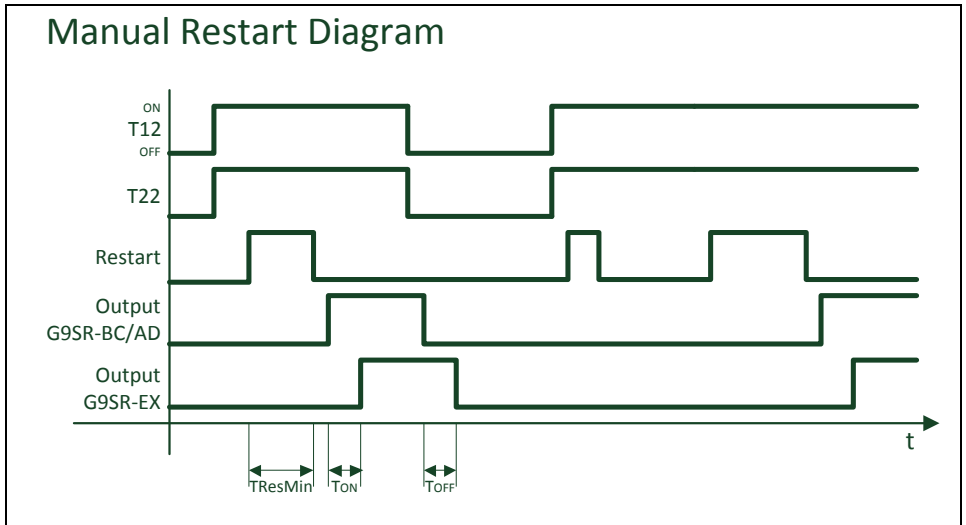 Manual Restart Diagram
ON
T12
OFF
T22
Restart
Output
G9SR-BC/AD
Output
G9SR-EX
t
TResMin TON TOFF